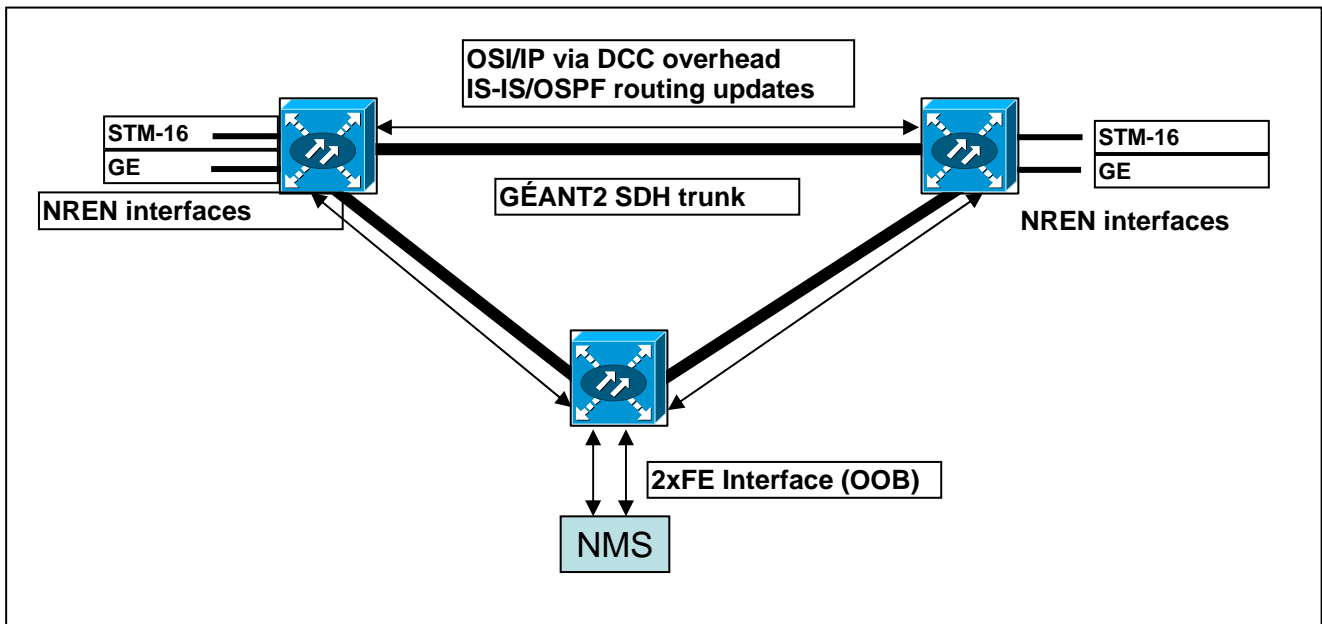 OSI/IP via DCC overhead
IS-IS/OSPF routing updates
STM-16
GE
NREN interfaces
STM-16
GE
NREN interfaces
GÉANT2 SDH trunk
2xFE Interface (OOB)
NMS